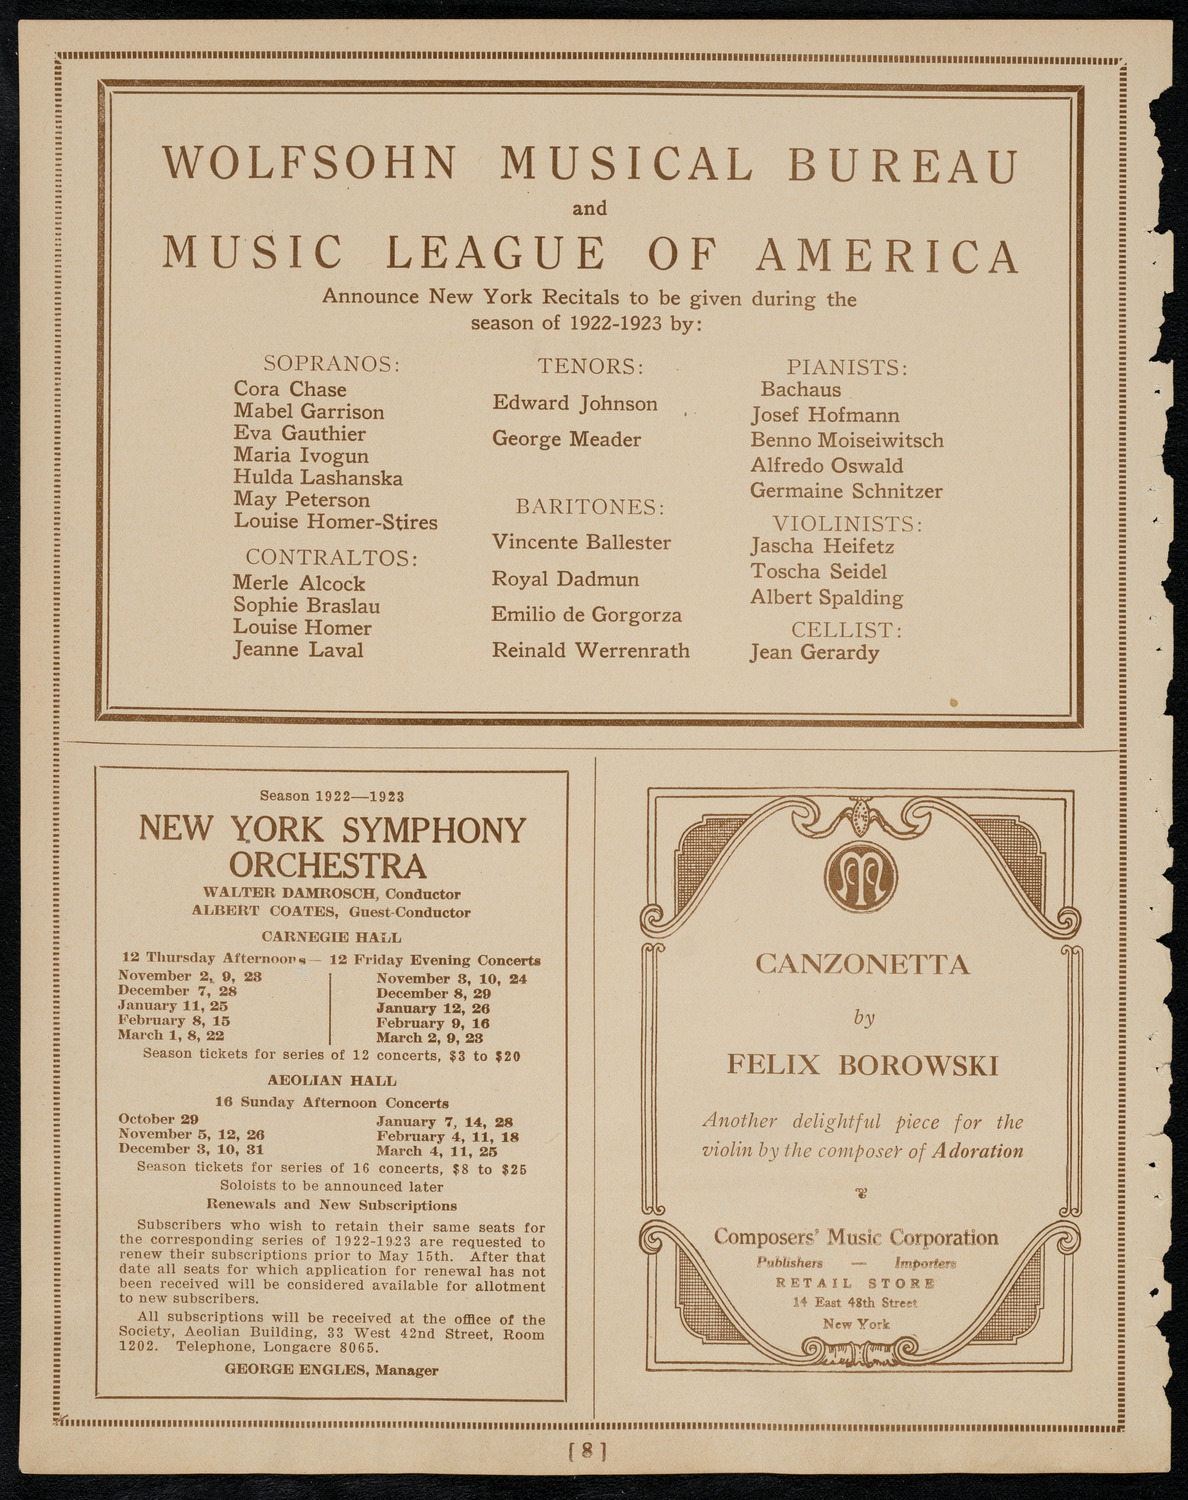 WOLFSOHN MUSICAL BUREAU
and
MUSIC LEAGUE OF AMERICA
Announce New York Recitals to be given during the
season of 1922-1923 by:
SOPRANOS:
Cora Chase
Mabel Garrison
Eva Gauthier
Maria Ivogun
Hulda Lashanska
May Peterson
Louise Homer-Stires
CONTRALTOS:
Merle Alcock
Sophie Braslau
Louise Homer
Jeanne Laval
TENORS:
Edward Johnson
George Meader
BARITONES:
Vincente Ballester
Royal Dadmun
Emilio de Gorgorza
Reinald Werrenrath
PIANISTS:
Bachaus
Josef Hofmann
Benno Moiseiwitsch
Alfredo Oswald
Germaine Schnitzer
VIOLINISTS:
Jascha Heifetz
Toscha Seidel
Albert Spalding
CELLIST:
Jean Gerardy
Season 1922—1923
NEW YORK SYMPHONY
ORCHESTRA
WALTER DAMROSCH, Conductor
ALBERT COATES, Guest-Conductor
CARNEGIE HALL
12 Thursday Afternoons — 12 Friday Evening Concerts
November 2, 9, 23
December 7, 28
January 11, 25
February 8, 15
March 1, 8, 22
November 3, 10, 24
December 8, 29
January 12, 26
February 9, 16
March 2, 9, 23
Season tickets for series of 12 concerts, $3 to $20
AEOLIAN HALL
16 Sunday Afternoon Concerts
October 29
November 5, 12, 26
December 3, 10, 31
January 7, 14, 28
February 4, 11, 18
March 4, 11, 25
Season tickets for series of 16 concerts, $8 to $25
Soloists to be announced later
Renewals and New Subscriptions
Subscribers who wish to retain their same seats for
the corresponding series of 1922-1923 are requested to
renew their subscriptions prior to May 15th. After that
date all seats for which application for renewal has not
been received will be considered available for allotment
to new subscribers.
All subscriptions will be received at the office of the
Society, Aeolian Building, 33 West 42nd Street, Room
1202. Telephone, Longacre 8065.
GEORGE ENGLES, Manager
M
CANZONETTA
by
FELIX BOROWSKI
Another delightful piece for the
violin by the composer of Adoration
Composers' Music Corporation
Publishers — Importers
RETAIL STORE
14 East 48th Street
New York
[ 8 ]